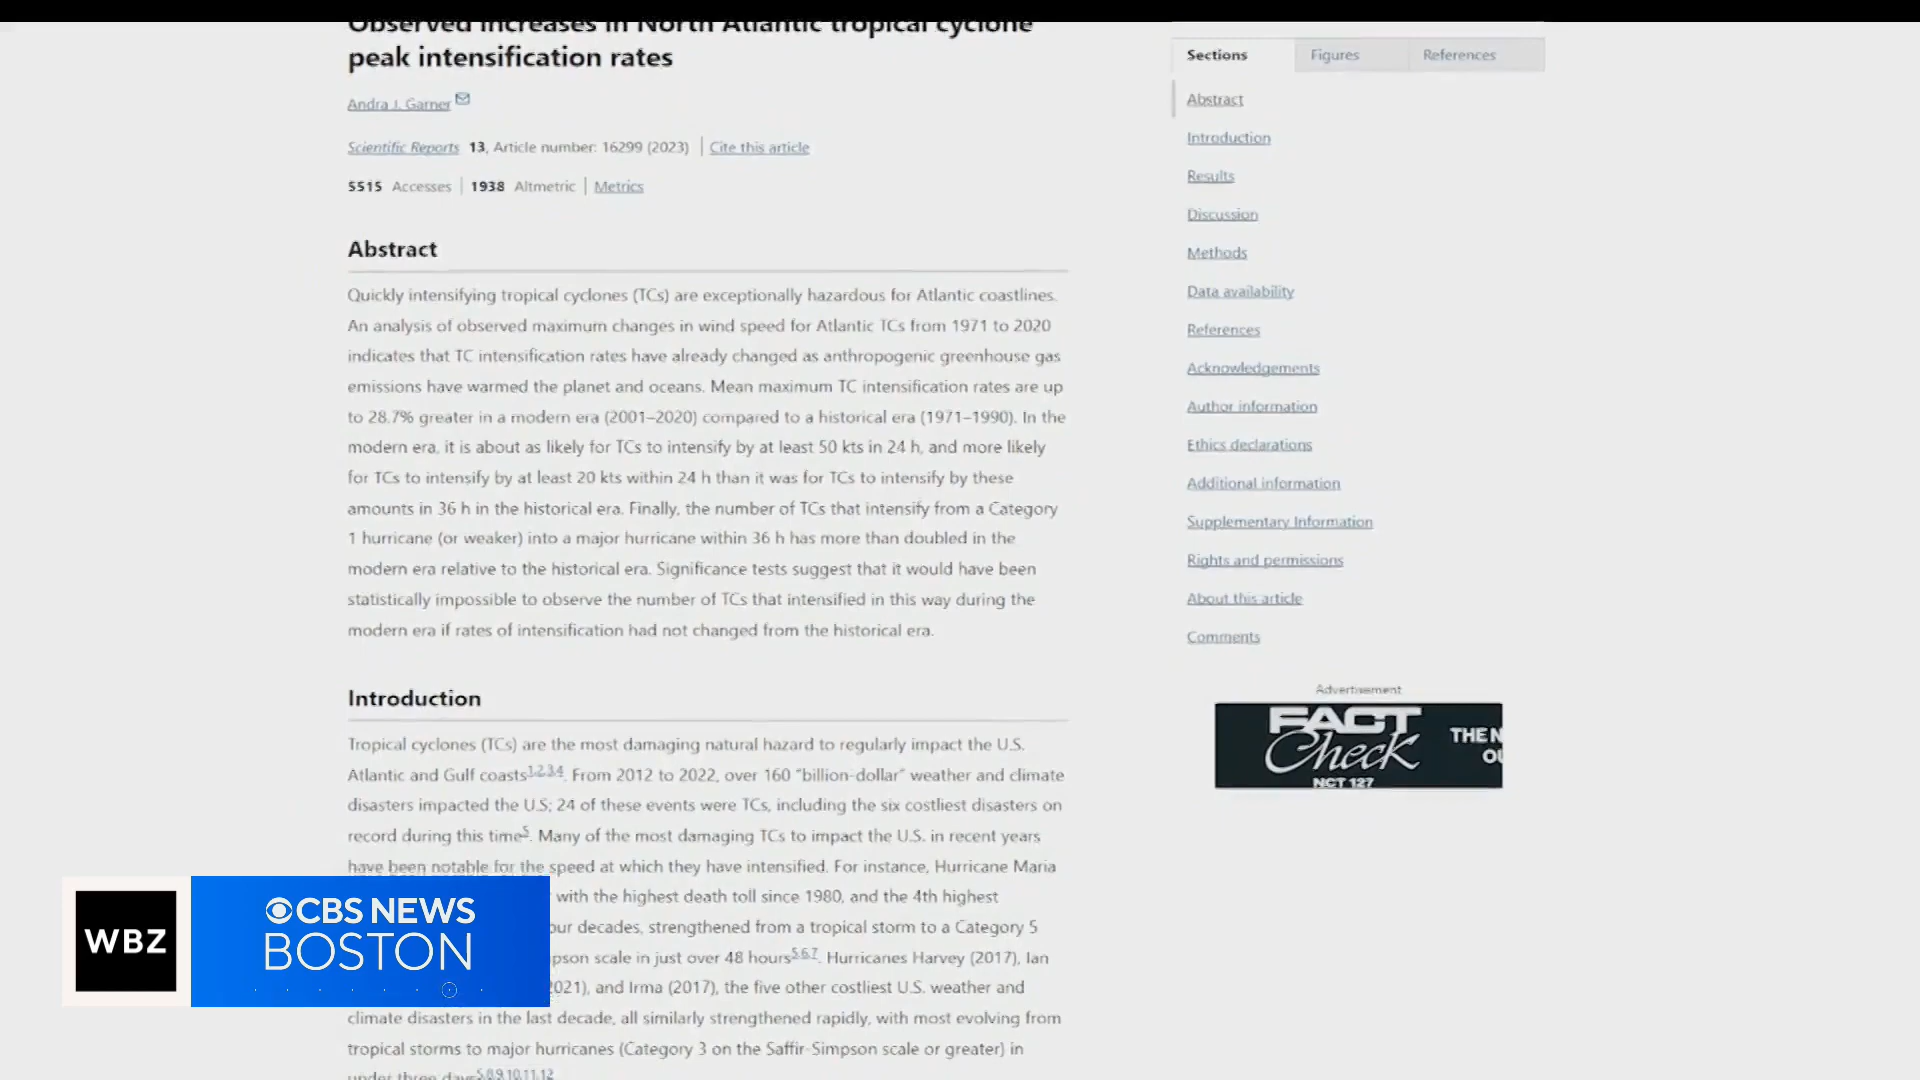 Observed increases in North Atlantic tropical cyclone
peak intensification rates
Andra J. Garner
Scientific Reports 13, Article number: 16299 (2023) | Cite this article
5515 Accesses | 1938 Altmetric | Metrics
Abstract
Quickly intensifying tropical cyclones (TCs) are exceptionally hazardous for Atlantic coastlines.
An analysis of observed maximum changes in wind speed for Atlantic TCs from 1971 to 2020
indicates that TC intensification rates have already changed as anthropogenic greenhouse gas
emissions have warmed the planet and oceans. Mean maximum TC intensification rates are up
to 28.7% greater in a modern era (2001–2020) compared to a historical era (1971–1990). In the
modern era, it is about as likely for TCs to intensify by at least 50 kts in 24 h, and more likely
for TCs to intensify by at least 20 kts within 24 h than it was for TCs to intensify by these
amounts in 36 h in the historical era. Finally, the number of TCs that intensify from a Category
1 hurricane (or weaker) into a major hurricane within 36 h has more than doubled in the
modern era relative to the historical era. Significance tests suggest that it would have been
statistically impossible to observe the number of TCs that intensified in this way during the
modern era if rates of intensification had not changed from the historical era.
Introduction
Tropical cyclones (TCs) are the most damaging natural hazard to regularly impact the U.S.
Atlantic and Gulf coasts1,2,3,4. From 2012 to 2022, over 160 "billion-dollar" weather and climate
disasters impacted the U.S; 24 of these events were TCs, including the six costliest disasters on
record during this time5. Many of the most damaging TCs to impact the U.S. in recent years
have been notable for the speed at which they have intensified. For instance, Hurricane Maria
with the highest death toll since 1980, and the 4th highest
our decades, strengthened from a tropical storm to a Category 5
pson scale in just over 48 hours5,6,7. Hurricanes Harvey (2017), Ian
2021), and Irma (2017), the five other costliest U.S. weather and
climate disasters in the last decade, all similarly strengthened rapidly, with most evolving from
tropical storms to major hurricanes (Category 3 on the Saffir-Simpson scale or greater) in
under three days5,8,9,10,11,12
Sections Figures References
Abstract
Introduction
Results
Discussion
Methods
Data availability
References
Acknowledgements
Author information
Ethics declarations
Additional information
Supplementary Information
Rights and permissions
About this article
Comments
Advertisement
FACT
Check
NCT 127
THE N
OU
WBZ
CBS NEWS
BOSTON